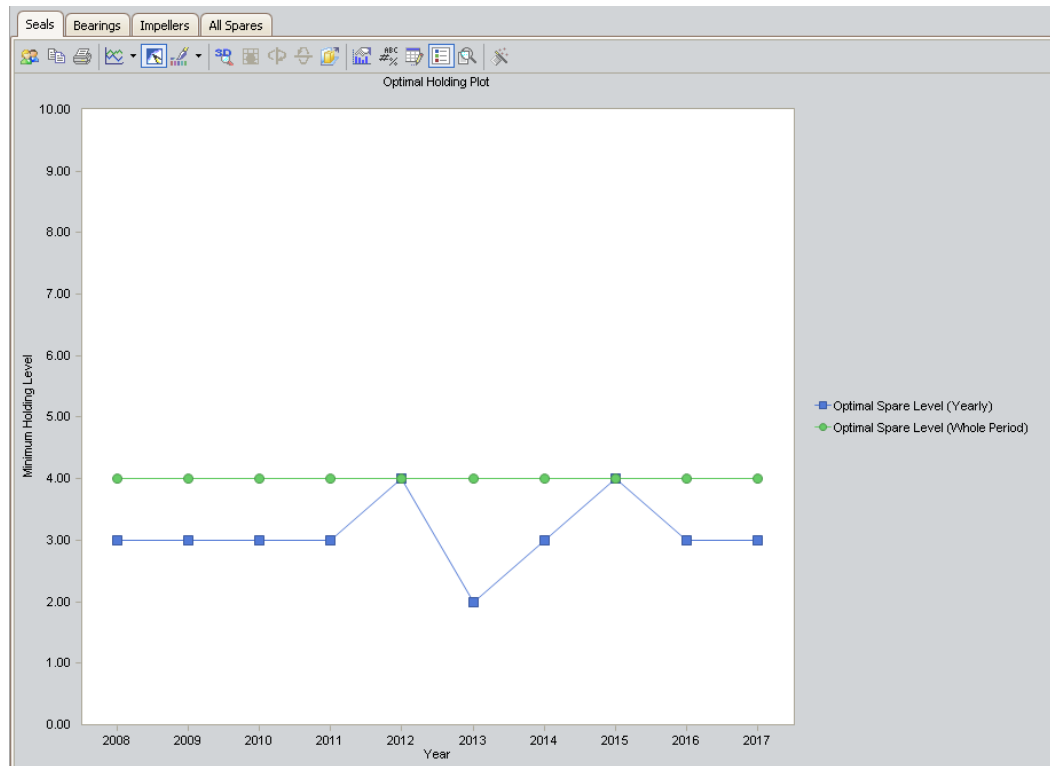 Seals Bearings Impellers All Spares
3D ABC #,%
Optimal Holding Plot
10.00
9.00
8.00
7.00
6.00
5.00
4.00
3.00
2.00
1.00
0.00
Minimum Holding Level
2008 2009 2010 2011 2012 2013 2014 2015 2016 2017
Year
Optimal Spare Level (Yearly)
Optimal Spare Level (Whole Period)